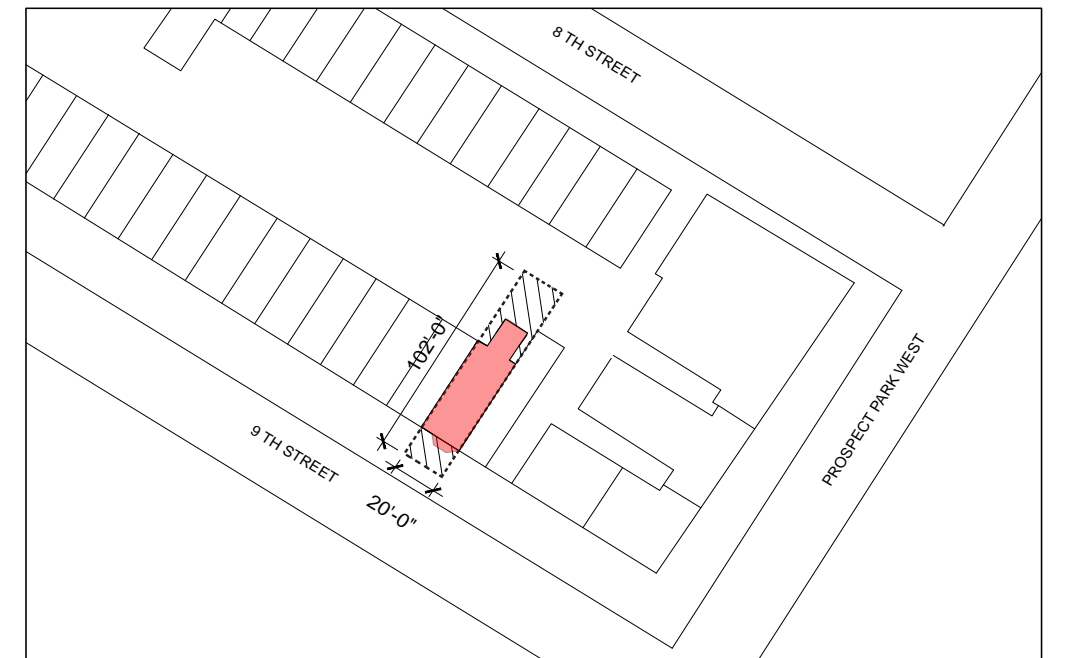 8 TH STREET
102'-0"
PROSPECT PARK WEST
9 TH STREET
20'-0"